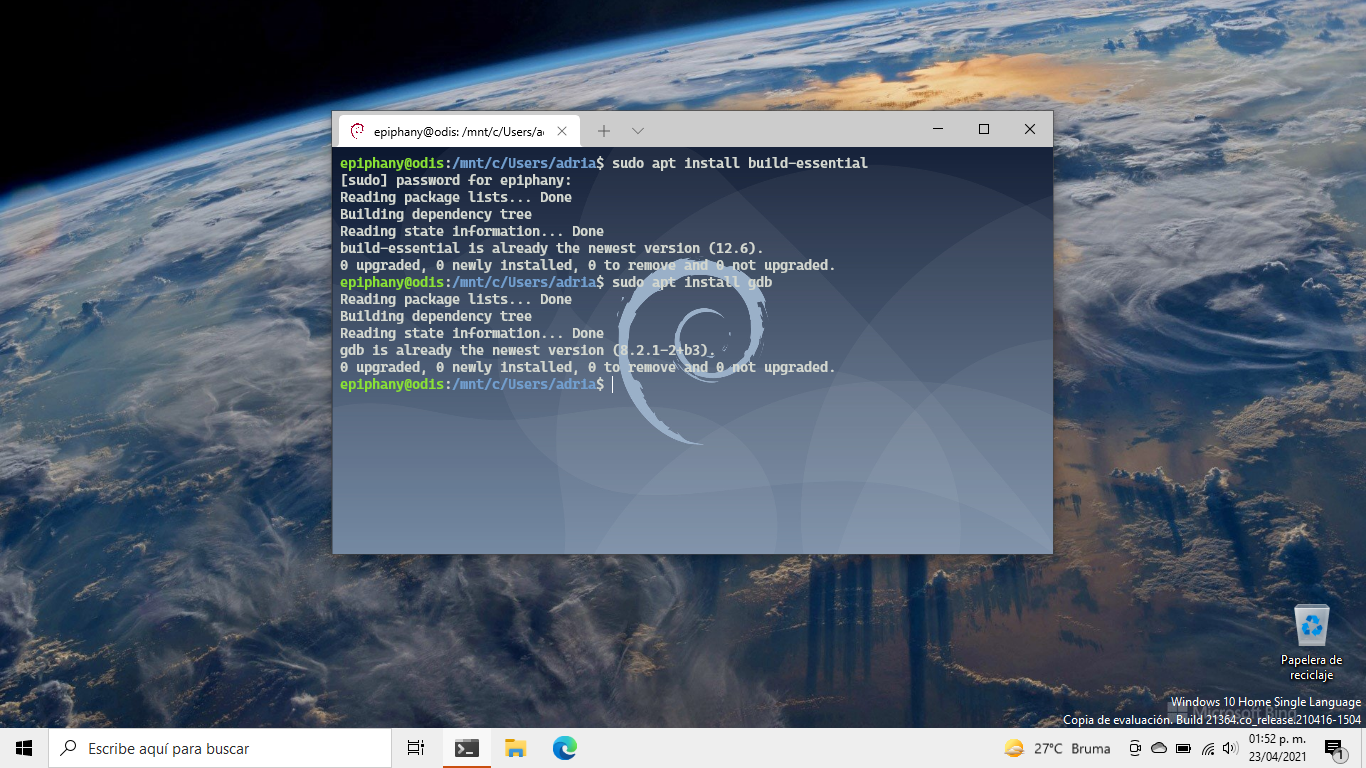 epiphany@odis: /mnt/c/Users/a
epiphany@odis:/mnt/c/Users/adria$ sudo apt install build-essential
[sudo] password for epiphany:
Reading package lists... Done
Building dependency tree
Reading state information... Done
build-essential is already the newest version (12.6).
0 upgraded, 0 newly installed, 0 to remove and 0 not upgraded.
epiphany@odis:/mnt/c/Users/adria$ sudo apt install gdb
Reading package lists... Done
Building dependency tree
Reading state information... Done
gdb is already the newest version (8.2.1-2+b3).
0 upgraded, 0 newly installed, 0 to remove and 0 not upgraded.
epiphany@odis:/mnt/c/Users/adria$
Papelera de
reciclaje
Windows 10 Home Single Language
Microsoft Bing
Copia de evaluación. Build 21364.co_release.210416-1504
Escribe aquí para buscar
27°C Bruma
01:52 p. m.
23/04/2021
1